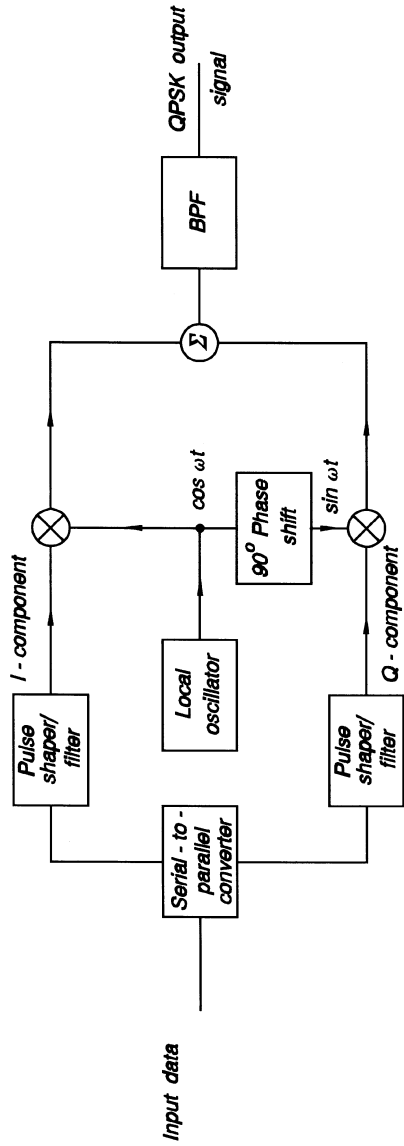 Input data
Serial - to -
parallel
converter
Pulse
shaper/
filter
I - component
Local
oscillator
cos ωt
90° Phase
shift
sin ωt
Pulse
shaper/
filter
Q - component
Σ
BPF
QPSK output
signal